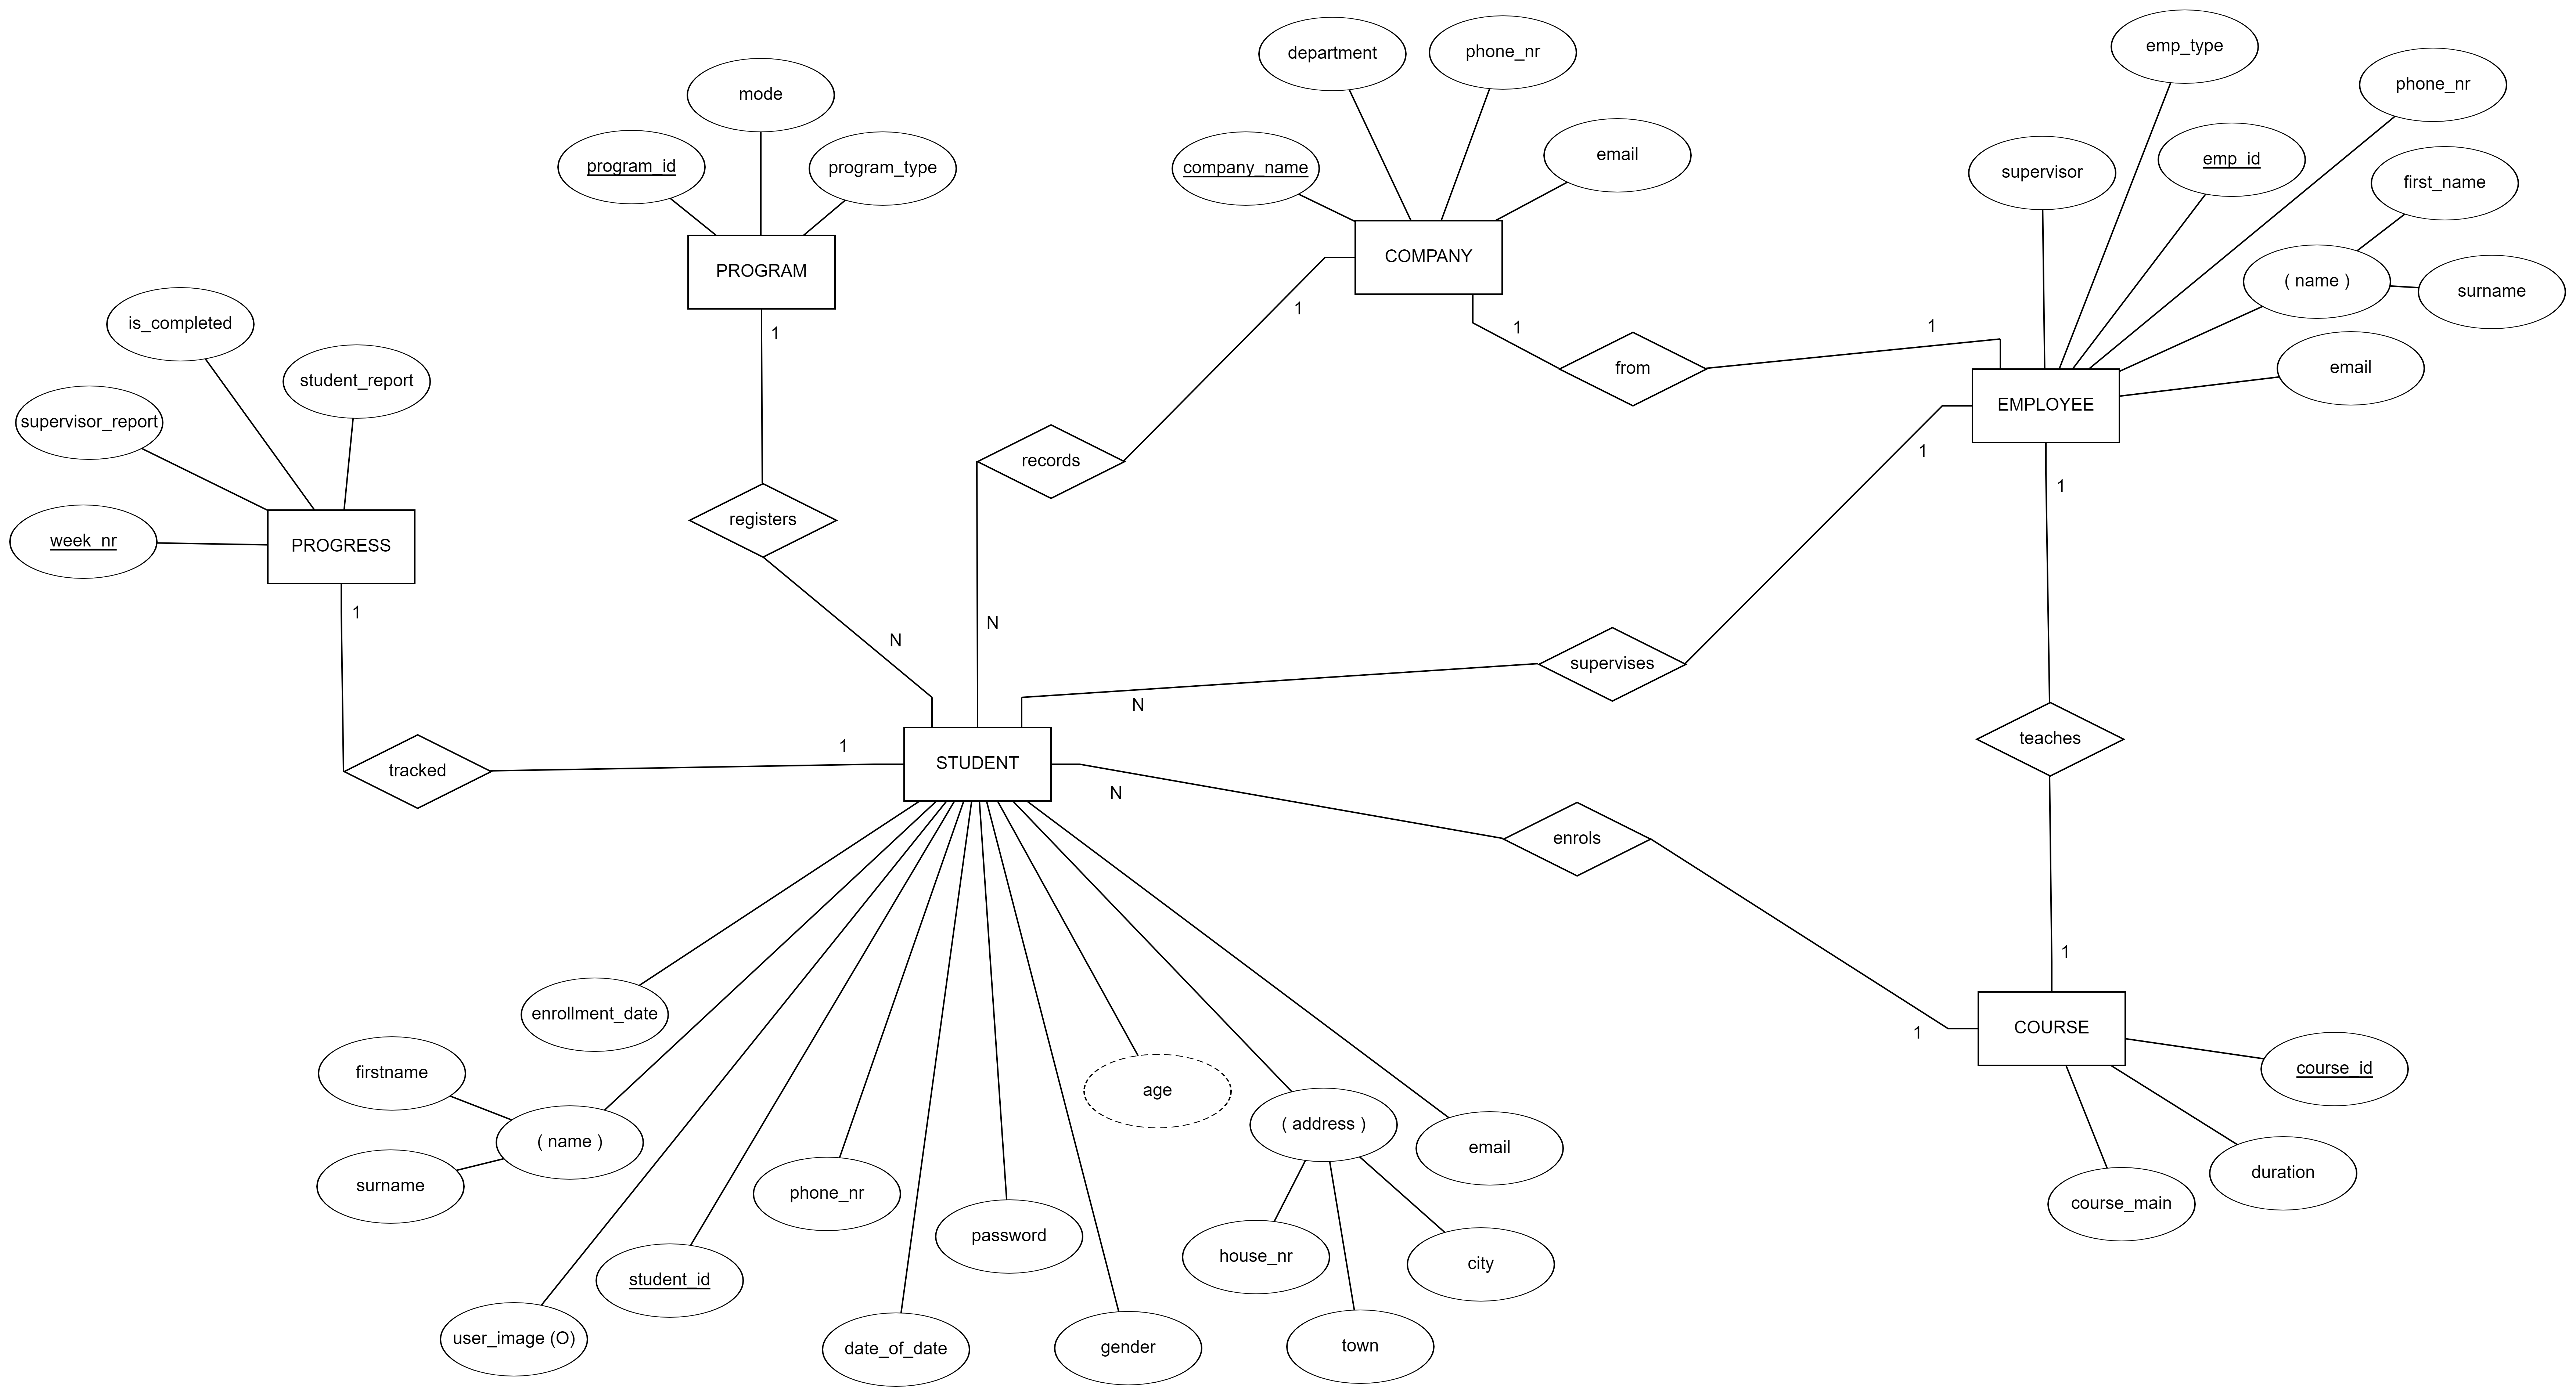 emp_type
department
phone_nr
phone_nr
mode
email
supervisor
emp_id
program_id
program_type
company_name
first_name
COMPANY
PROGRAM
( name )
surname
1
is_completed
1
1
1
from
email
student_report
EMPLOYEE
supervisor_report
1
records
1
registers
week_nr
PROGRESS
1
N
N
supervises
N
teaches
1
tracked
STUDENT
N
enrols
1
enrollment_date
1
COURSE
course_id
firstname
age
( address )
( name )
email
duration
surname
phone_nr
course_main
password
house_nr
city
student_id
user_image (O)
date_of_date
gender
town